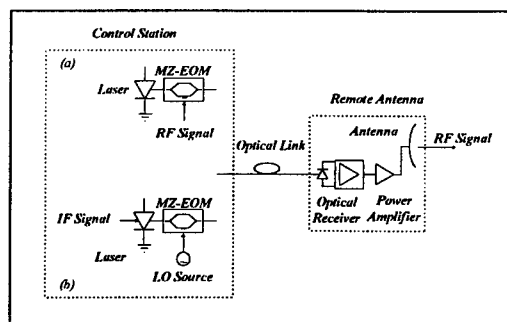 Control Station
(a)
MZ-EOM
Laser
RF Signal
Optical Link
Remote Antenna
Antenna
RF Signal
Optical Receiver
Power Amplifier
MZ-EOM
IF Signal
Laser
LO Source
(b)